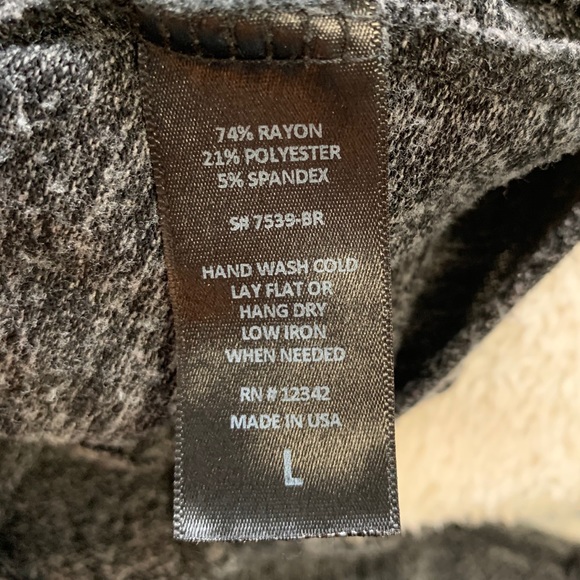 74% RAYON
21% POLYESTER
5% SPANDEX
S# 7539-BR
HAND WASH COLD
LAY FLAT OR
HANG DRY
LOW IRON
WHEN NEEDED
RN # 12342
MADE IN USA
L